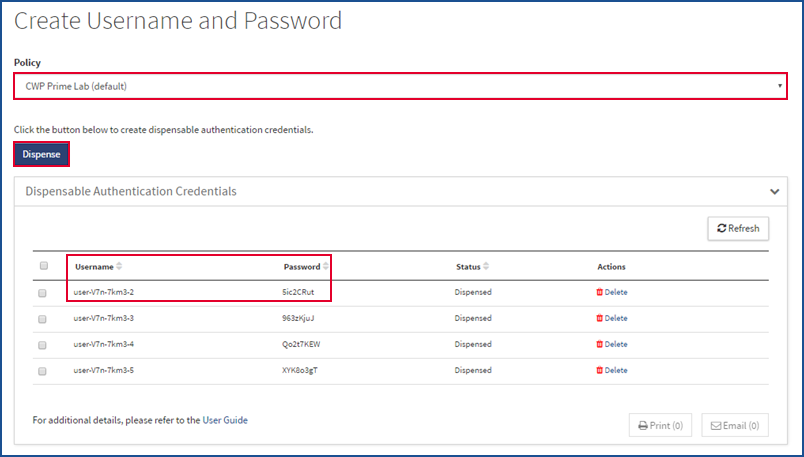 Create Username and Password
Policy
CWP Prime Lab (default)
Click the button below to create dispensable authentication credentials.
Dispense
Dispensable Authentication Credentials
Refresh
Username Password Status Actions
user-V7n-7km3-2 5ic2CRut Dispensed Delete
user-V7n-7km3-3 963zKjuJ Dispensed Delete
user-V7n-7km3-4 Qo2t7KEW Dispensed Delete
user-V7n-7km3-5 XYK8o3gT Dispensed Delete
For additional details, please refer to the User Guide
Print (0) Email (0)